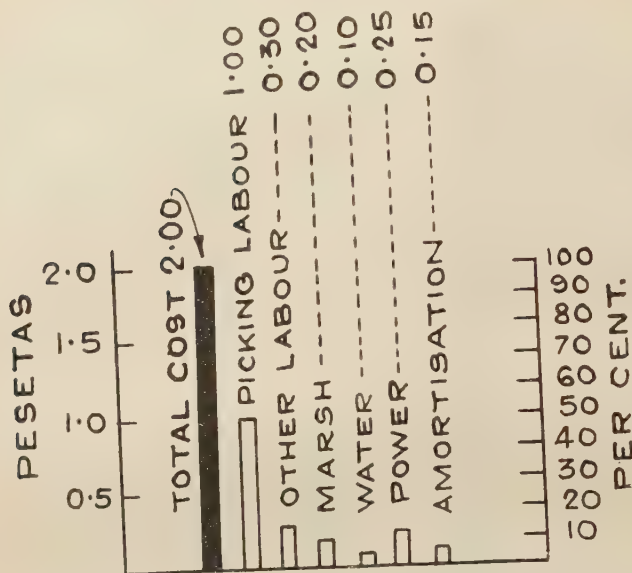 PESETAS
2·0
1·5
1·0
0·5
TOTAL COST 2·00
PICKING LABOUR 1·00
OTHER LABOUR------ 0·30
MARSH----------- 0·20
WATER----------- 0·10
POWER----------- 0·25
AMORTISATION------- 0·15
100
90
80
70
60
50
40
30
20
10
PER CENT.